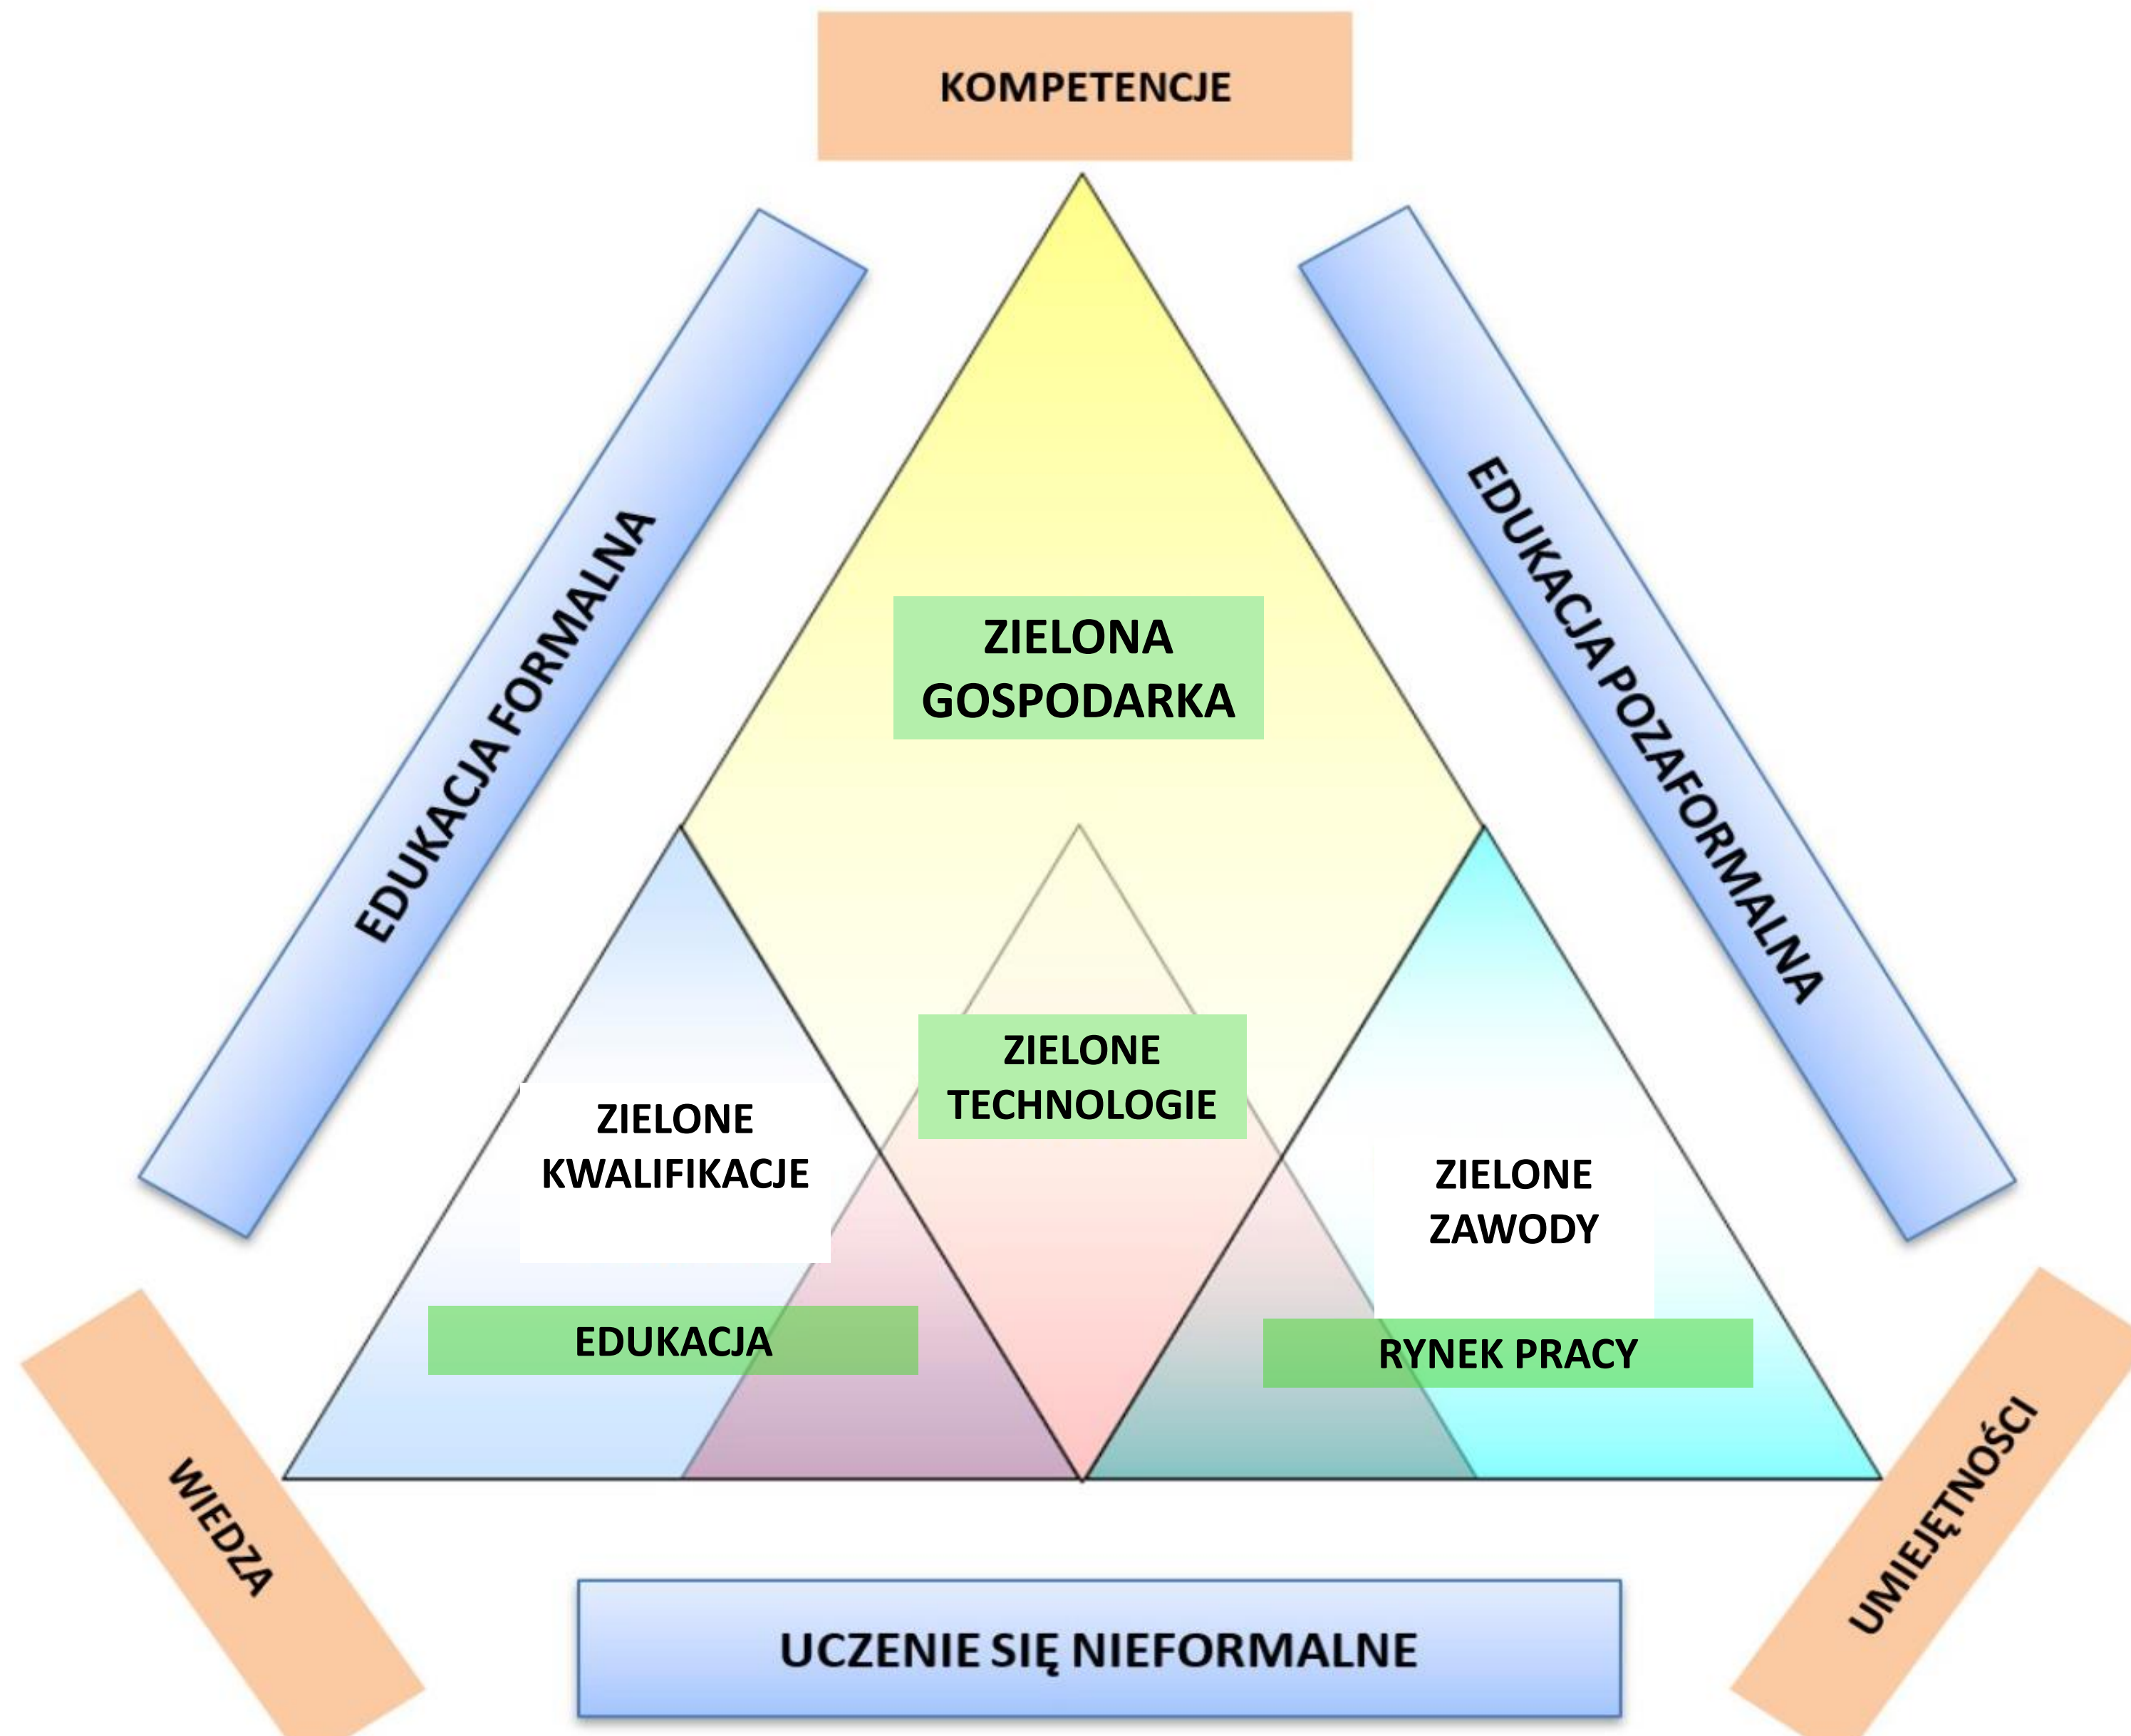 KOMPETENCJE
EDUKACJA FORMALNA
EDUKACJA POZAFORMALNA
ZIELONA
GOSPODARKA
ZIELONE
TECHNOLOGIE
ZIELONE
KWALIFIKACJE
ZIELONE
ZAWODY
EDUKACJA
RYNEK PRACY
WIEDZA
UMIEJĘTNOŚCI
UCZENIE SIĘ NIEFORMALNE